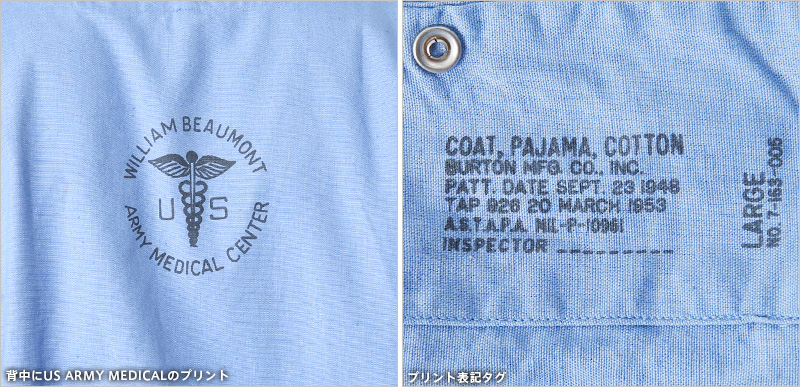 WILLIAM BEAUMONT
U S
ARMY MEDICAL CENTER
背中にUS ARMY MEDICALのプリント
COAT, PAJAMA, COTTON
BURTON MFG. CO., INC.
PATT. DATE SEPT. 23 1948
TAP 926 20 MARCH 1953
A.S.T.A.P.A. MIL-P-10961
INSPECTOR _ _ _ _ _ _ _ _ _
LARGE
NO. 7-163-005
プリント表記タグ